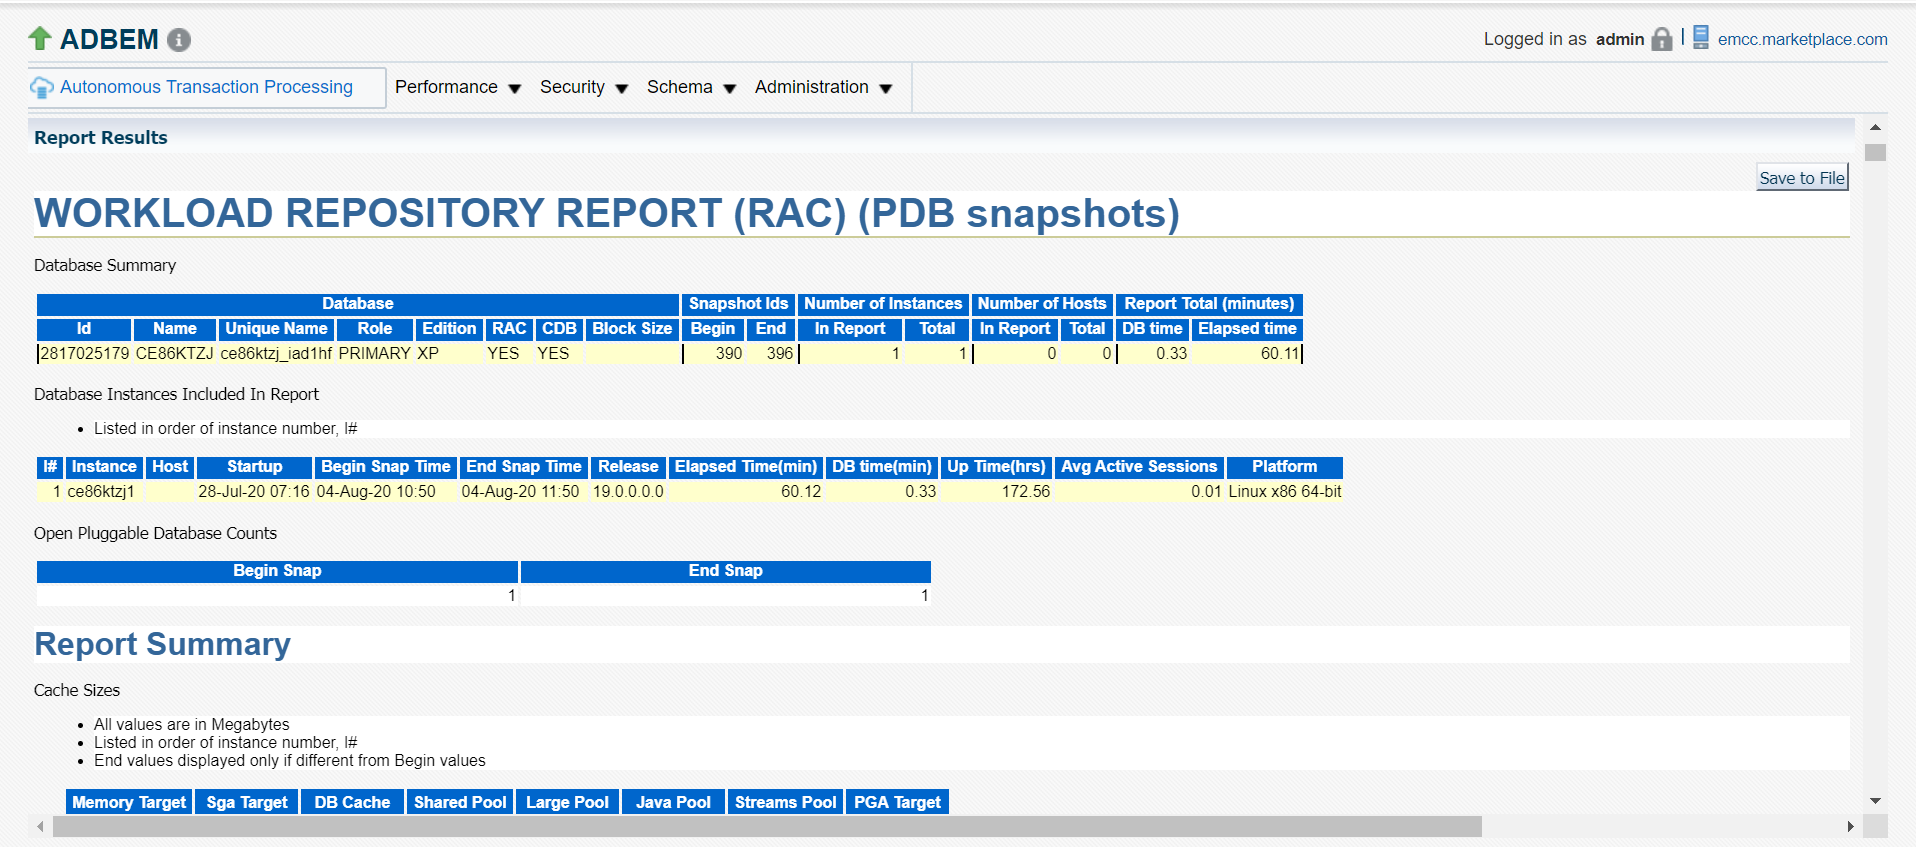 ADBEM
Logged in as admin | emcc.marketplace.com
Autonomous Transaction Processing Performance Security Schema Administration
Report Results
Save to File
WORKLOAD REPOSITORY REPORT (RAC) (PDB snapshots)
Database Summary
Database Snapshot Ids Number of Instances Number of Hosts Report Total (minutes)
Id Name Unique Name Role Edition RAC CDB Block Size Begin End In Report Total In Report Total DB time Elapsed time
2817025179 CE86KTZJ ce86ktzj_iad1hf PRIMARY XP YES YES 390 396 1 1 0 0 0.33 60.11
Database Instances Included In Report
• Listed in order of instance number, I#
I# Instance Host Startup Begin Snap Time End Snap Time Release Elapsed Time(min) DB time(min) Up Time(hrs) Avg Active Sessions Platform
1 ce86ktzj1 28-Jul-20 07:16 04-Aug-20 10:50 04-Aug-20 11:50 19.0.0.0.0 60.12 0.33 172.56 0.01 Linux x86 64-bit
Open Pluggable Database Counts
Begin Snap End Snap
1 1
Report Summary
Cache Sizes
• All values are in Megabytes
• Listed in order of instance number, I#
• End values displayed only if different from Begin values
Memory Target Sga Target DB Cache Shared Pool Large Pool Java Pool Streams Pool PGA Target